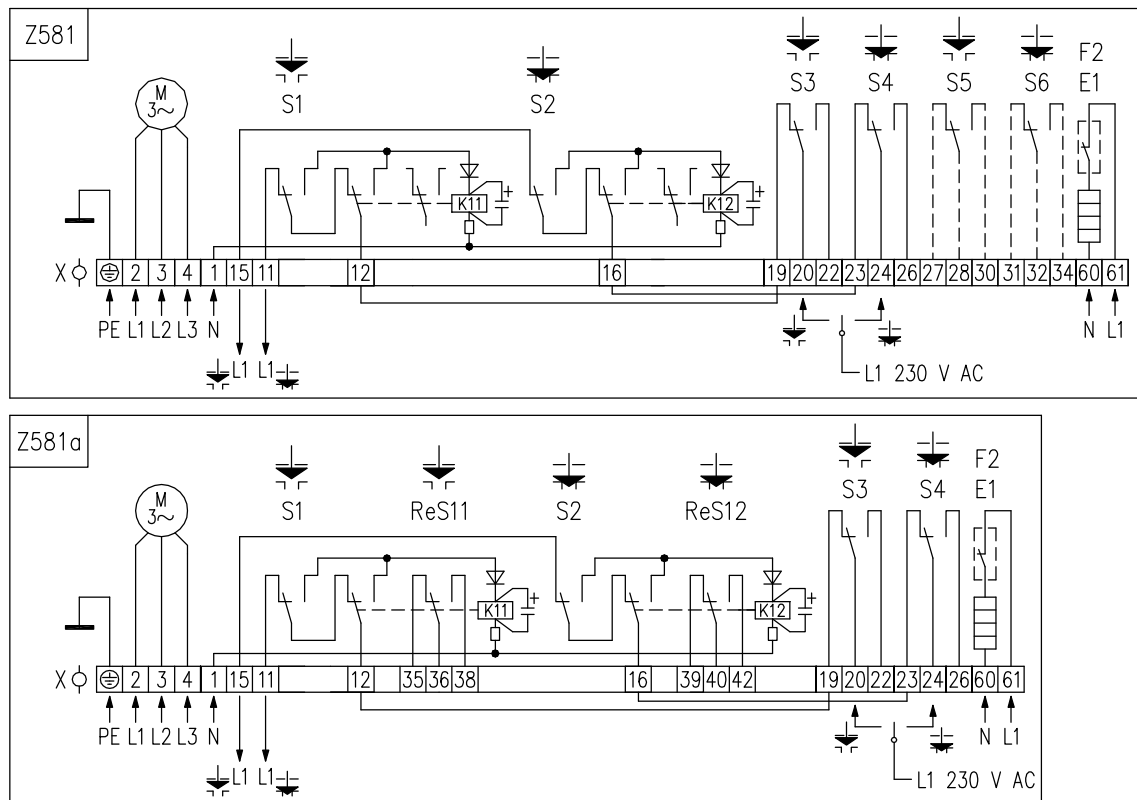 Z581
M
3~
S1
S2
S3 S4 S5 S6 F2
E1
K11 +
K12 +
X 2 3 4 1 15 11 12 16 19 20 22 23 24 26 27 28 30 31 32 34 60 61
PE L1 L2 L3 N
L1 L1
N L1
L1 230 V AC
Z581a
M
3~
S1
ReS11
S2
ReS12
S3 S4 F2
E1
K11 +
K12 +
X 2 3 4 1 15 11 12 35 36 38 16 39 40 42 19 20 22 23 24 26 60 61
PE L1 L2 L3 N
L1 L1
N L1
L1 230 V AC